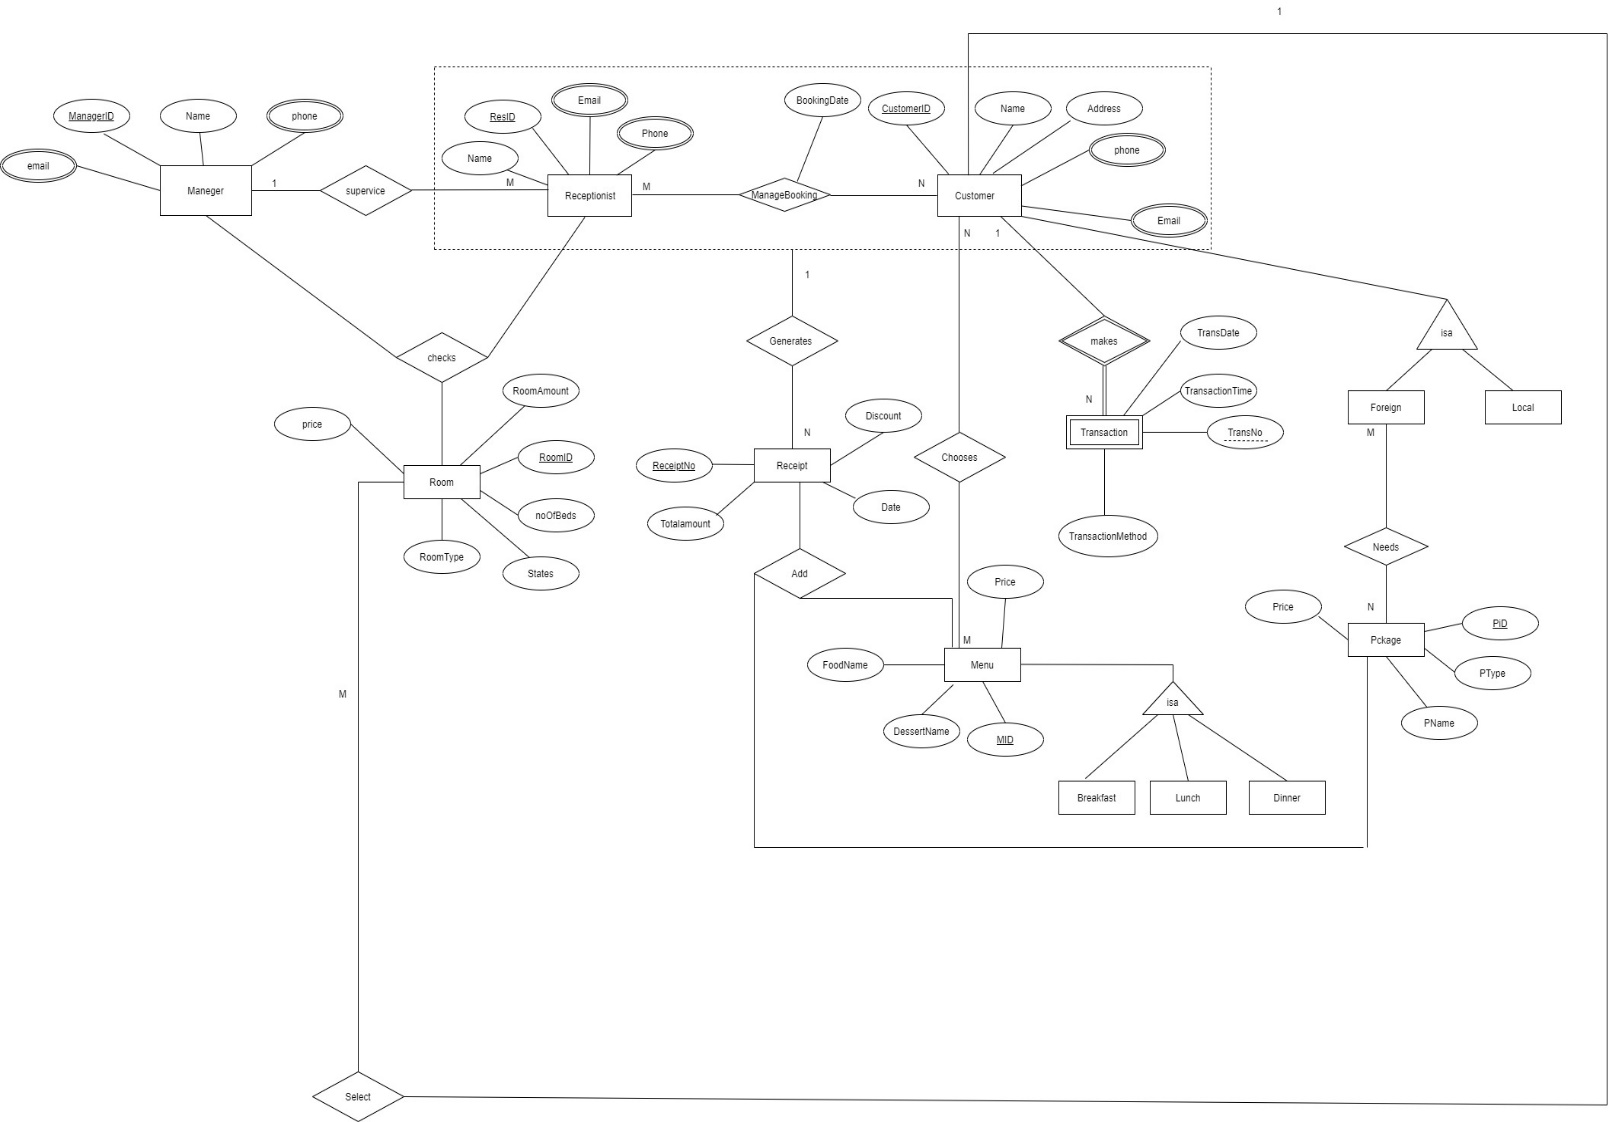 1
Email
BookingDate
ManagerID
Name
phone
ResID
CustomerID
Name
Address
Phone
phone
email
Name
1
M
M
N
Maneger
supervice
Receptionist
ManageBooking
Customer
Email
N
1
1
isa
TransDate
Generates
makes
checks
RoomAmount
TransactionTime
N
Foreign
Local
price
Discount
N
Transaction
TransNo
M
RoomID
ReceiptNo
Receipt
Chooses
Room
Date
noOfBeds
Totalamount
TransactionMethod
Needs
RoomType
States
Add
Price
Price
N
PiD
M
Pckage
FoodName
Menu
PType
M
isa
PName
DessertName
MID
Breakfast
Lunch
Dinner
Select